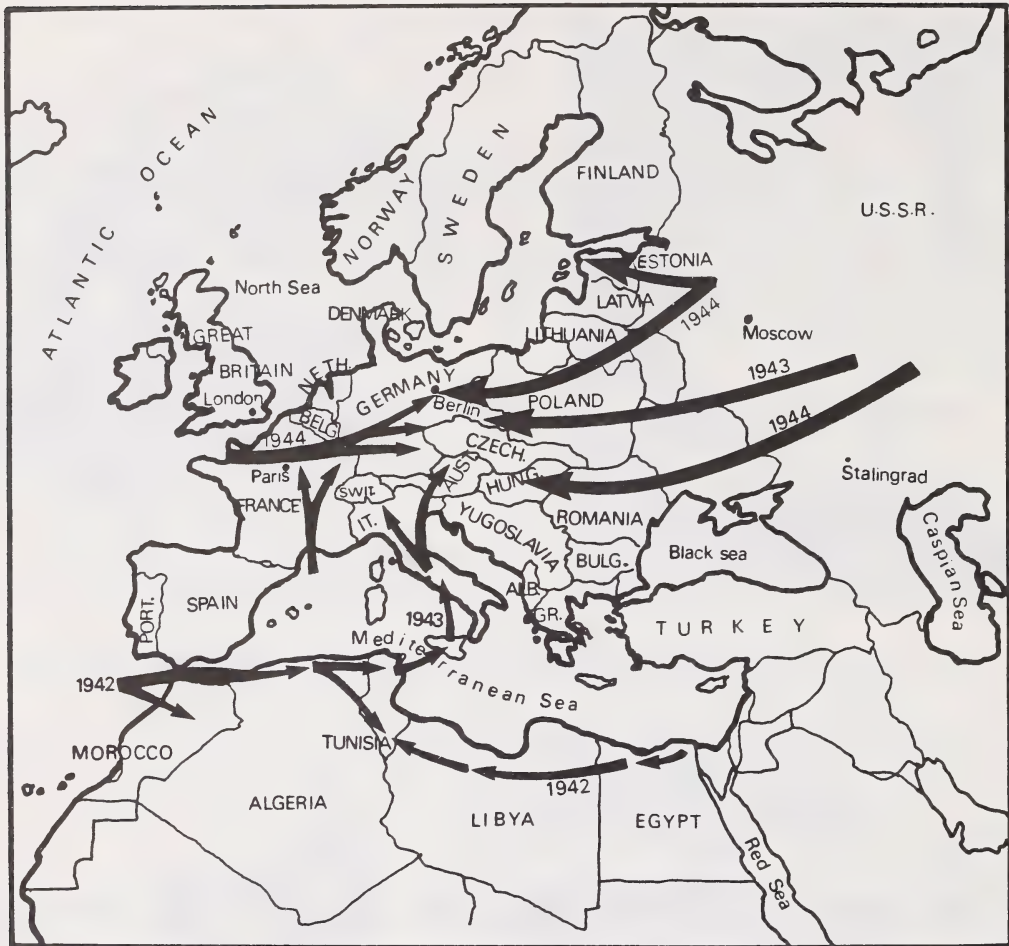 ATLANTIC OCEAN
NORWAY
SWEDEN
FINLAND
U.S.S.R.
North Sea
ESTONIA
DENMARK
LATVIA
1944
GREAT
BRITAIN
LITHUANIA
Moscow
NETH.
1943
London
GERMANY
Berlin
POLAND
BELG.
1944
1944
CZECH.
Paris
AUST.
HUNG.
Stalingrad
SWIT.
FRANCE
IT.
ROMANIA
YUGOSLAVIA
Black sea
BULG.
Caspian Sea
ALB.
PORT.
SPAIN
1943
GR.
TURKEY
Mediterranean Sea
1942
MOROCCO
TUNISIA
1942
ALGERIA
LIBYA
EGYPT
Red Sea